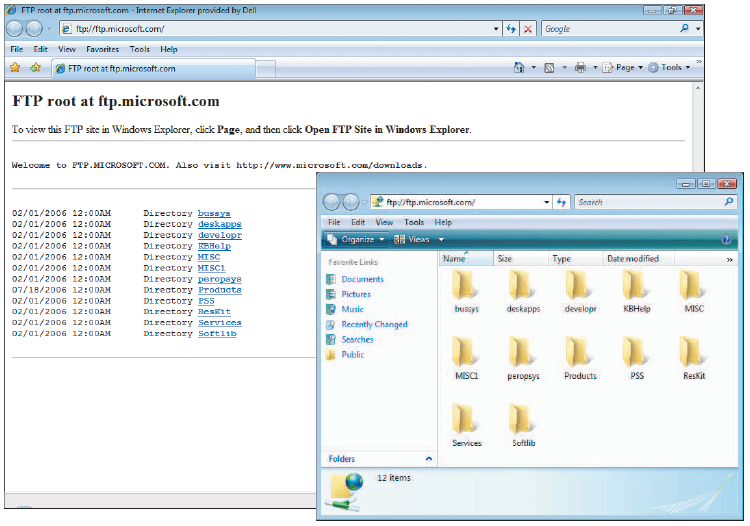 FTP root at ftp.microsoft.com - Internet Explorer provided by Dell
ftp://ftp.microsoft.com/
Google
File Edit View Favorites Tools Help
FTP root at ftp.microsoft.com
Page Tools
FTP root at ftp.microsoft.com
To view this FTP site in Windows Explorer, click Page, and then click Open FTP Site in Windows Explorer.
Welcome to FTP.MICROSOFT.COM. Also visit http://www.microsoft.com/downloads.
02/01/2006 12:00AM Directory bussys
02/01/2006 12:00AM Directory deskapps
02/01/2006 12:00AM Directory developr
02/01/2006 12:00AM Directory KBHelp
02/01/2006 12:00AM Directory MISC
02/01/2006 12:00AM Directory MISC1
02/01/2006 12:00AM Directory peropsys
07/18/2006 12:00AM Directory Products
02/01/2006 12:00AM Directory PSS
02/01/2006 12:00AM Directory ResKit
02/01/2006 12:00AM Directory Services
02/01/2006 12:00AM Directory Softlib
ftp://ftp.microsoft.com/
Search
File Edit View Tools Help
Organize Views
Favorite Links
Documents
Pictures
Music
Recently Changed
Searches
Public
Folders
Name Size Type Date modified »
bussys deskapps developr KBHelp MISC
MISC1 peropsys Products PSS ResKit
Services Softlib
12 items